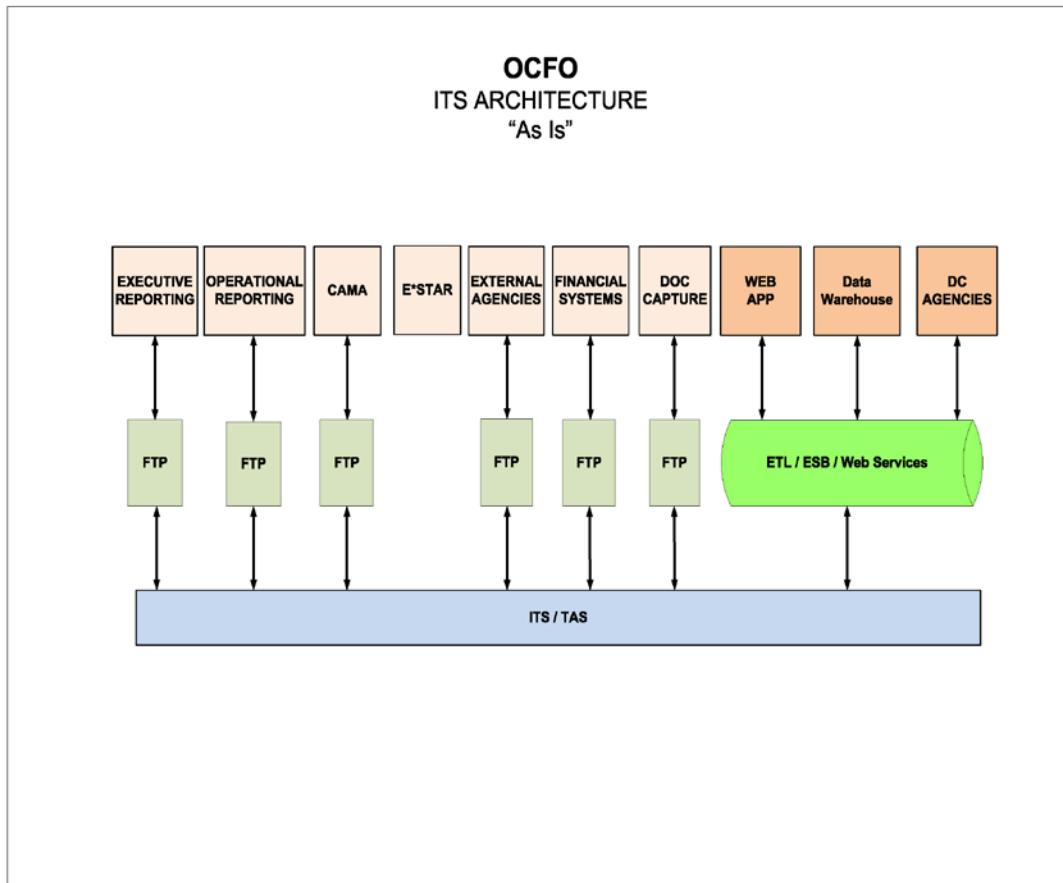 OCFO
ITS ARCHITECTURE
“As Is”
EXECUTIVE
REPORTING
OPERATIONAL
REPORTING
CAMA
E*STAR
EXTERNAL
AGENCIES
FINANCIAL
SYSTEMS
DOC
CAPTURE
WEB
APP
Data
Warehouse
DC
AGENCIES
FTP
FTP
FTP
FTP
FTP
FTP
ETL / ESB / Web Services
ITS / TAS